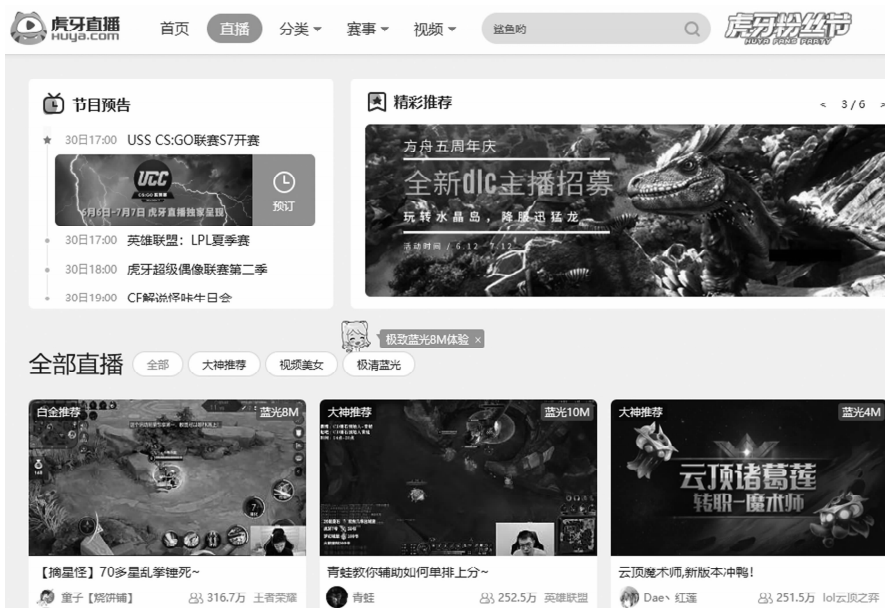 虎牙直播
HUYA.COM
首页
直播
分类
赛事
视频
鲨鱼哟
虎牙粉丝节
HUYA FANS PARTY
节目预告
30日17:00 USS CS:GO联赛S7开赛
UCC
6月6日-7月7日 虎牙直播独家呈现
预订
30日17:00 英雄联盟：LPL夏季赛
30日18:00 虎牙超级偶像联赛第二季
30日19:00 CF解说怪咔生日会
精彩推荐
< 3 / 6 >
方舟五周年庆
全新dlc主播招募
玩转水晶岛，降服迅猛龙
活动时间 / 6.12 - 7.12
极致蓝光8M体验 ×
全部直播
全部
大神推荐
视频美女
极清蓝光
白金推荐
蓝光8M
【摘星怪】70多星乱拳锤死~
童子【烧饼铺】
316.7万
王者荣耀
大神推荐
蓝光10M
青蛙教你辅助如何单排上分~
青蛙
252.5万
英雄联盟
大神推荐
蓝光4M
云顶诸葛莲
转职一魔术师
云顶魔术师,新版本冲鸭!
Dae丶红莲
251.5万
lol云顶之弈